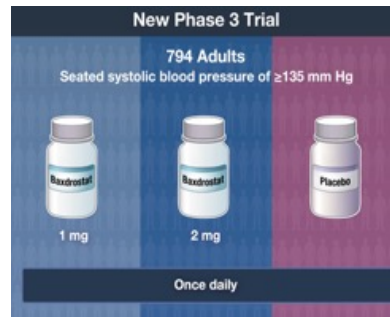 New Phase 3 Trial
794 Adults
Seated systolic blood pressure of ≥135 mm Hg
Baxdrostat
Baxdrostat
Placebo
1 mg
2 mg
Once daily